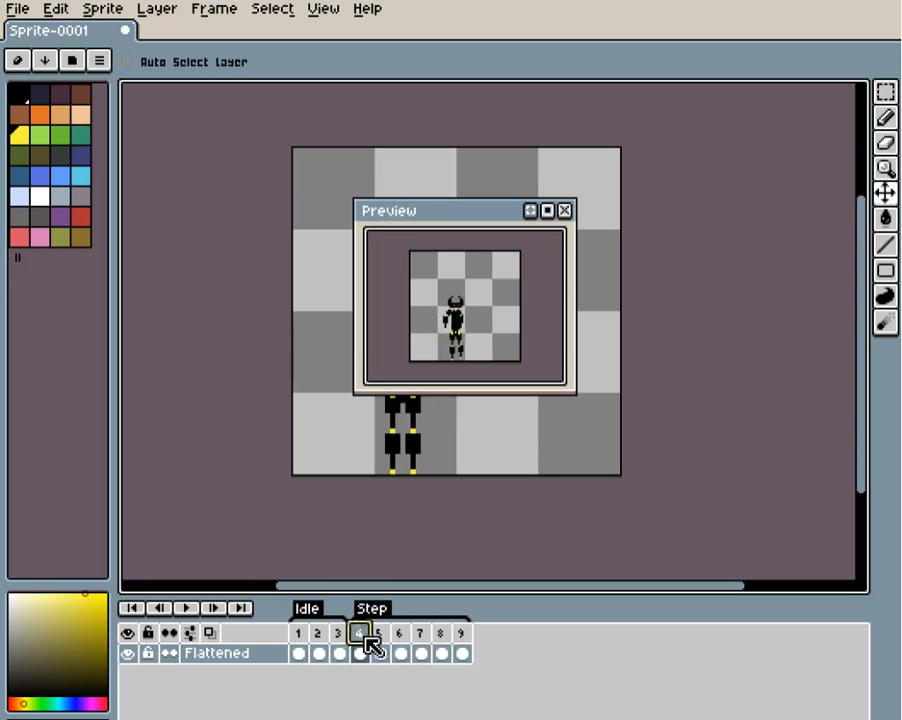 File Edit Sprite Layer Frame Select View Help
Sprite-0001
Auto Select Layer
Preview
Idle Step
1 2 3 4 5 6 7 8 9
Flattened